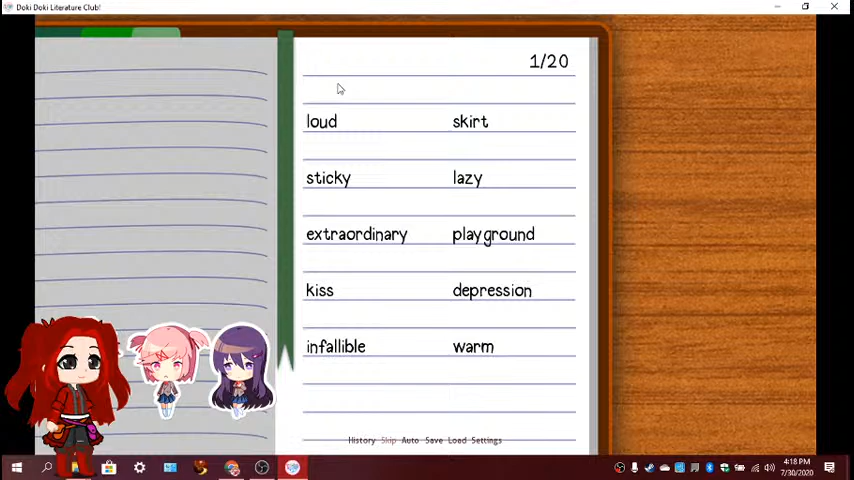 Doki Doki Literature Club!
1/20
loud skirt
sticky lazy
extraordinary playground
kiss depression
infallible warm
History Skip Auto Save Load Settings
4:18 PM
7/30/2020